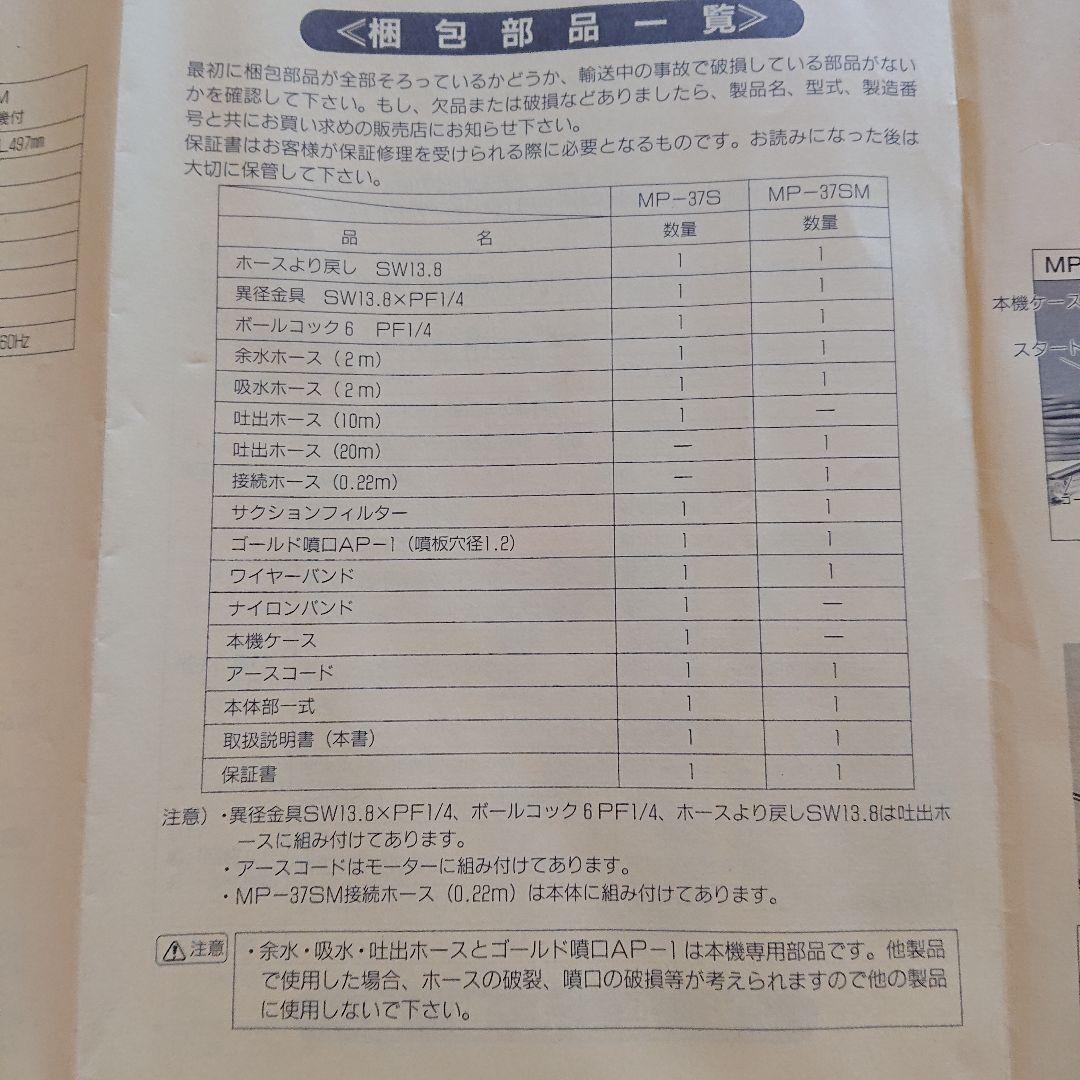 ≪梱包部品一覧≫
最初に梱包部品が全部そろっているかどうか、輸送中の事故で破損している部品がない
かを確認して下さい。もし、欠品または破損などありましたら、製品名、型式、製造番
号と共にお買い求めの販売店にお知らせ下さい。
保証書はお客様が保証修理を受けられる際に必要となるものです。お読みになった後は
大切に保管して下さい。
MP-37S MP-37SM
品 名 数量 数量
ホースより戻し SW13.8 1 1
異径金具 SW13.8×PF1/4 1 1
ボールコック6 PF1/4 1 1
余水ホース（2m） 1 1
吸水ホース（2m） 1 1
吐出ホース（10m） 1 —
吐出ホース（20m） — 1
接続ホース（0.22m） — 1
サクションフィルター 1 1
ゴールド噴口AP-1（噴板穴径1.2） 1 1
ワイヤーバンド 1 1
ナイロンバンド 1 —
本機ケース 1 —
アースコード 1 1
本体部一式 1 1
取扱説明書（本書） 1 1
保証書 1 1
注意）・異径金具SW13.8×PF1/4、ボールコック6PF1/4、ホースより戻しSW13.8は吐出ホ
ースに組み付けてあります。
・アースコードはモーターに組み付けてあります。
・MP-37SM接続ホース（0.22m）は本体に組み付けてあります。
⚠注意 ・余水・吸水・吐出ホースとゴールド噴口AP-1は本機専用部品です。他製品
で使用した場合、ホースの破裂、噴口の破損等が考えられますので他の製品
に使用しないで下さい。
M
付
497mm
60Hz
MP
本機ケース
スタート